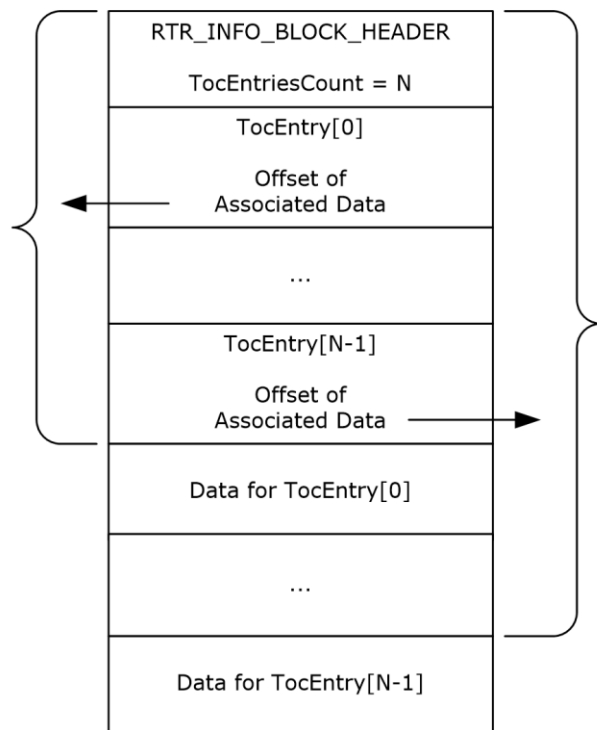 RTR_INFO_BLOCK_HEADER
TocEntriesCount = N
TocEntry[0]
Offset of
Associated Data
...
TocEntry[N-1]
Offset of
Associated Data
Data for TocEntry[0]
...
Data for TocEntry[N-1]